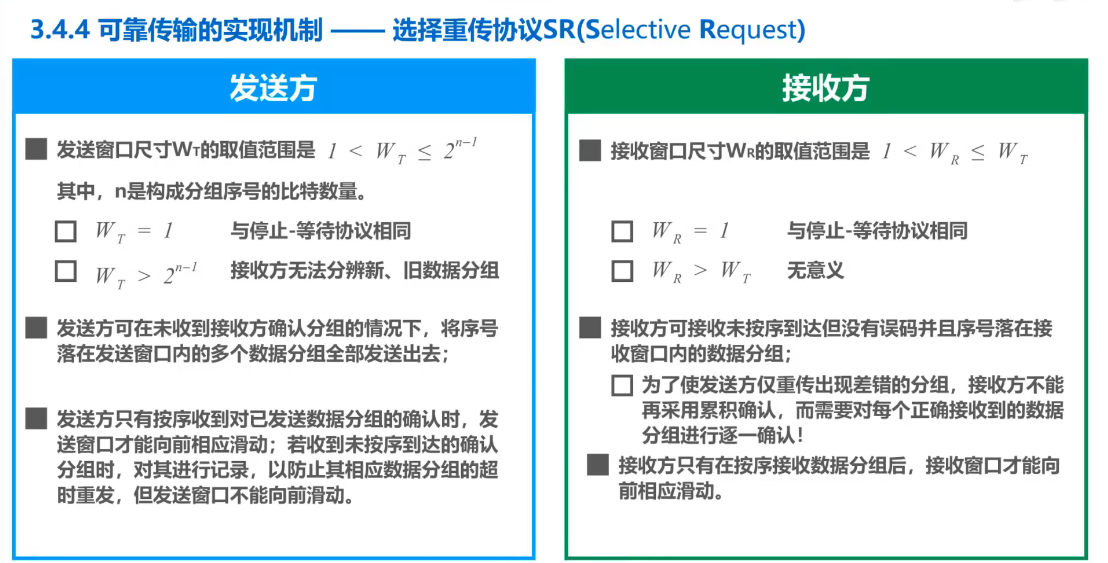 3.4.4 可靠传输的实现机制 —— 选择重传协议SR(Selective Request)
发送方
发送窗口尺寸WT的取值范围是 1 < W_T ≤ 2^{n-1}
其中，n是构成分组序号的比特数量。
W_T = 1 与停止-等待协议相同
W_T > 2^{n-1} 接收方无法分辨新、旧数据分组
发送方可在未收到接收方确认分组的情况下，将序号
落在发送窗口内的多个数据分组全部发送出去；
发送方只有按序收到对已发送数据分组的确认时，发
送窗口才能向前相应滑动；若收到未按序到达的确认
分组时，对其进行记录，以防止其相应数据分组的超
时重发，但发送窗口不能向前滑动。
接收方
接收窗口尺寸WR的取值范围是 1 < W_R ≤ W_T
W_R = 1 与停止-等待协议相同
W_R > W_T 无意义
接收方可接收未按序到达但没有误码并且序号落在接
收窗口内的数据分组；
为了使发送方仅重传出现差错的分组，接收方不能
再采用累积确认，而需要对每个正确接收到的数据
分组进行逐一确认！
接收方只有在按序接收数据分组后，接收窗口才能向
前相应滑动。